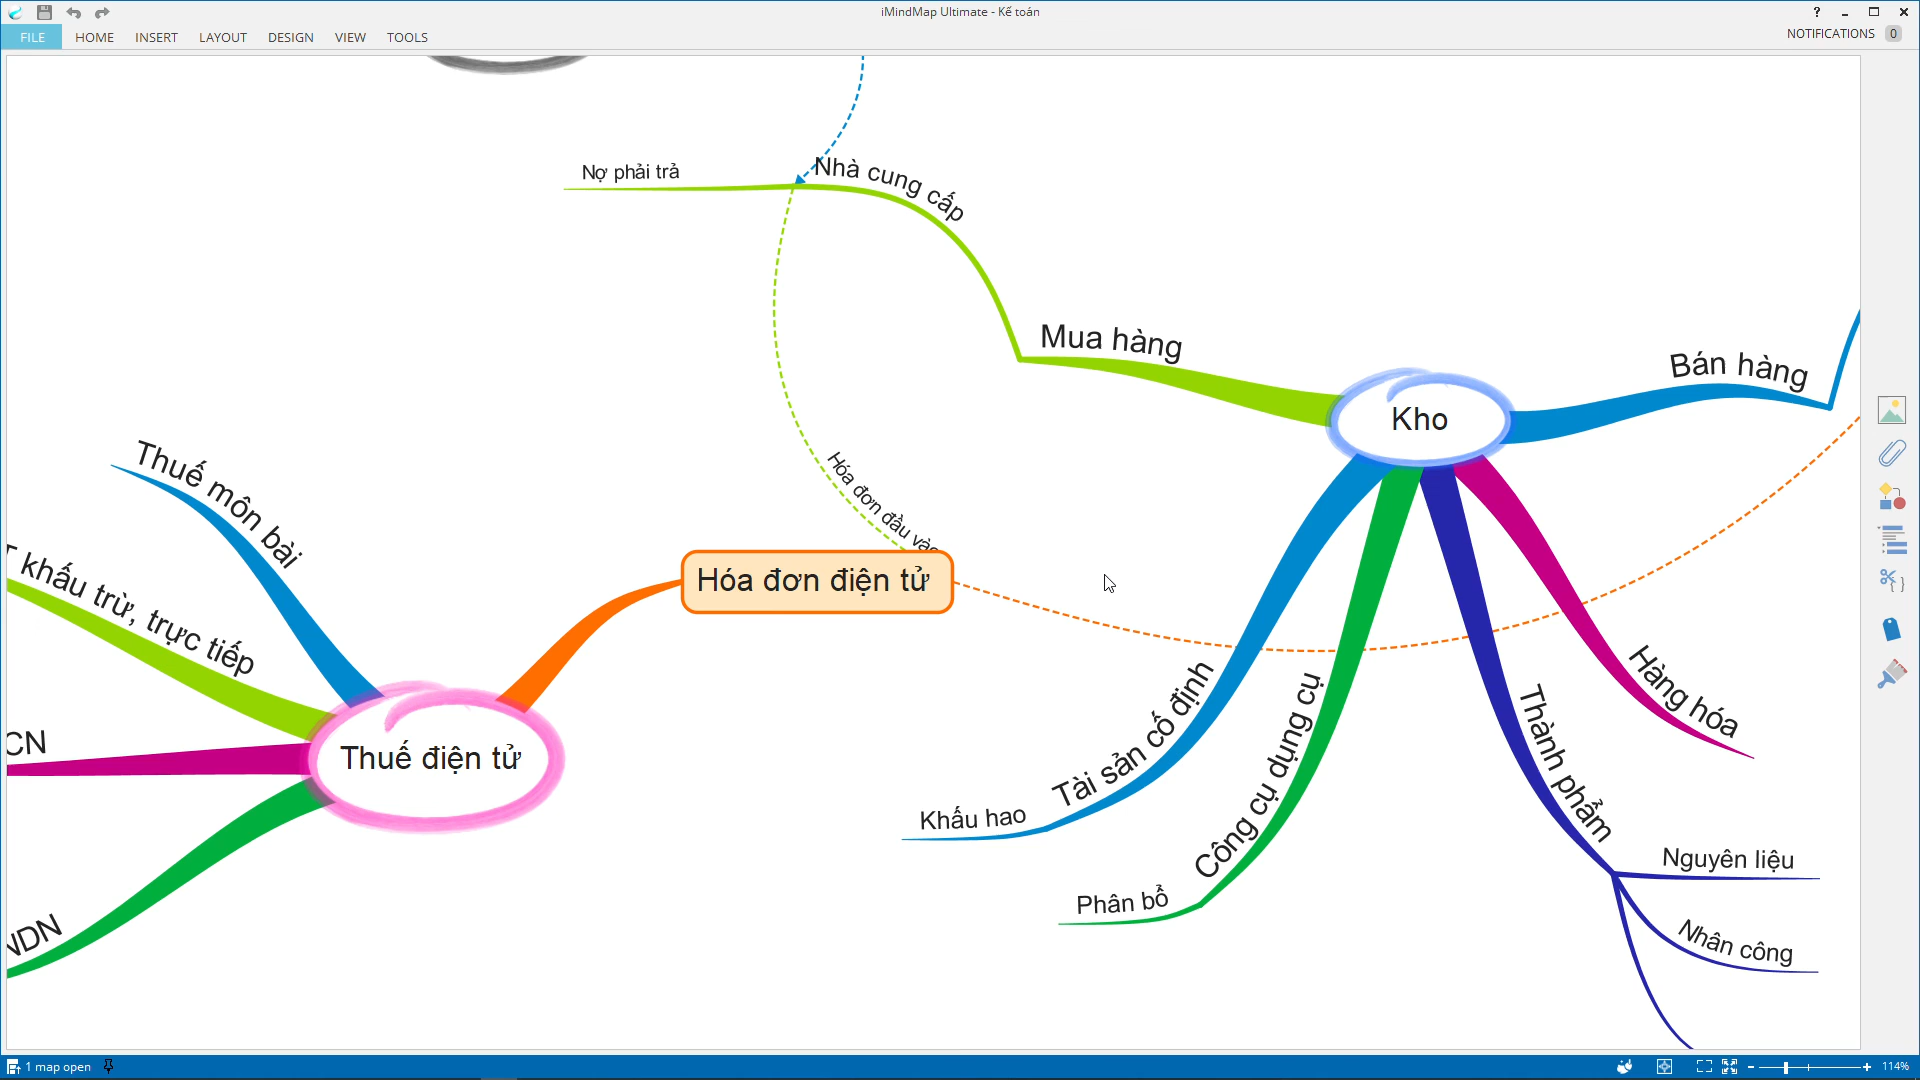 iMindMap Ultimate - Kế toán
?
FILE HOME INSERT LAYOUT DESIGN VIEW TOOLS
NOTIFICATIONS 0
Nợ phải trả
Nhà cung cấp
Mua hàng
Bán hàng
Kho
Hóa đơn đầu vào
Hóa đơn điện tử
Thuế môn bài
khấu trừ, trực tiếp
CN
Thuế điện tử
NDN
Tài sản cố định
Khấu hao
Công cụ dụng cụ
Phân bổ
Thành phẩm
Hàng hóa
Nguyên liệu
Nhân công
1 map open
114%